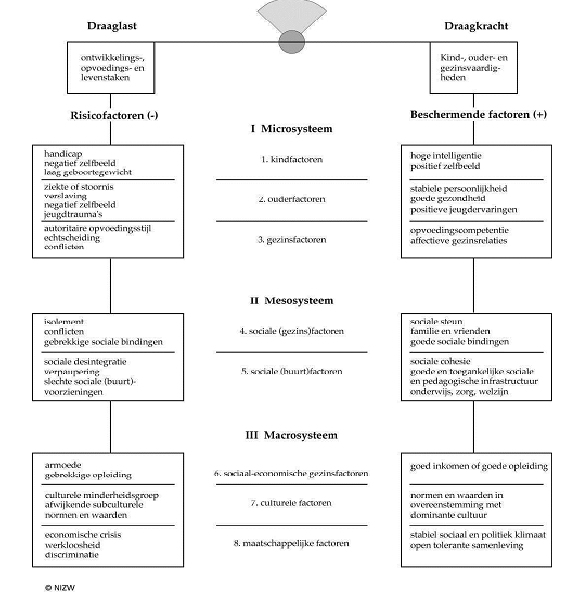 Draaglast
Draagkracht
ontwikkelings-,
opvoedings- en
levenstaken
Kind-, ouder- en
gezinsvaardig-
heden
Risicofactoren (-)
Beschermende factoren (+)
I Microsysteem
handicap
negatief zelfbeeld
laag geboortegewicht
1. kindfactoren
hoge intelligentie
positief zelfbeeld
ziekte of stoornis
verslaving
negatief zelfbeeld
jeugdtrauma's
2. ouderfactoren
stabiele persoonlijkheid
goede gezondheid
positieve jeugdervaringen
autoritaire opvoedingsstijl
echtscheiding
conflicten
3. gezinsfactoren
opvoedingscompetentie
affectieve gezinsrelaties
II Mesosysteem
isolement
conflicten
gebrekkige sociale bindingen
4. sociale (gezins)factoren
sociale steun
familie en vrienden
goede sociale bindingen
sociale desintegratie
verpaupering
slechte sociale (buurt)-
voorzieningen
5. sociale (buurt)factoren
sociale cohesie
goede en toegankelijke sociale
en pedagogische infrastructuur
onderwijs, zorg, welzijn
III Macrosysteem
armoede
gebrekkige opleiding
6. sociaal-economische gezinsfactoren
goed inkomen of goede opleiding
culturele minderheidsgroep
afwijkende subculturele
normen en waarden
7. culturele factoren
normen en waarden in
overeenstemming met
dominante cultuur
economische crisis
werkloosheid
discriminatie
8. maatschappelijke factoren
stabiel sociaal en politiek klimaat
open tolerante samenleving
© NIZW